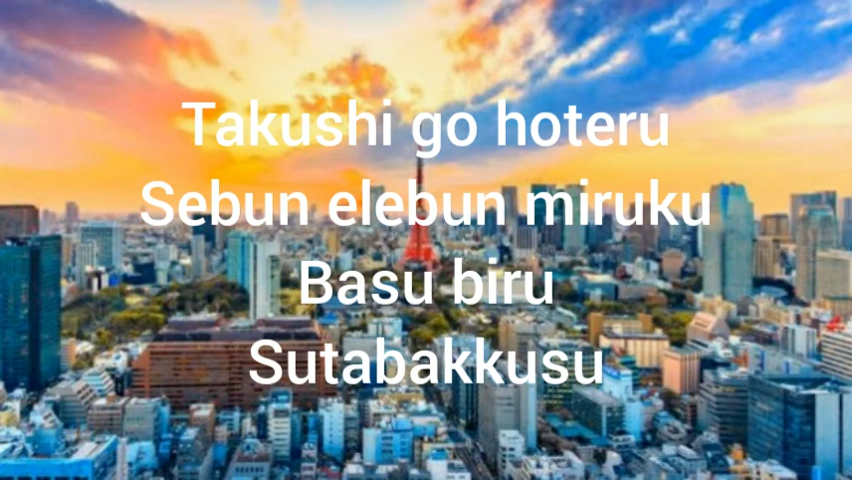 Takushi go hoteru
Sebun elebun miruku
Basu biru
Sutabakkusu